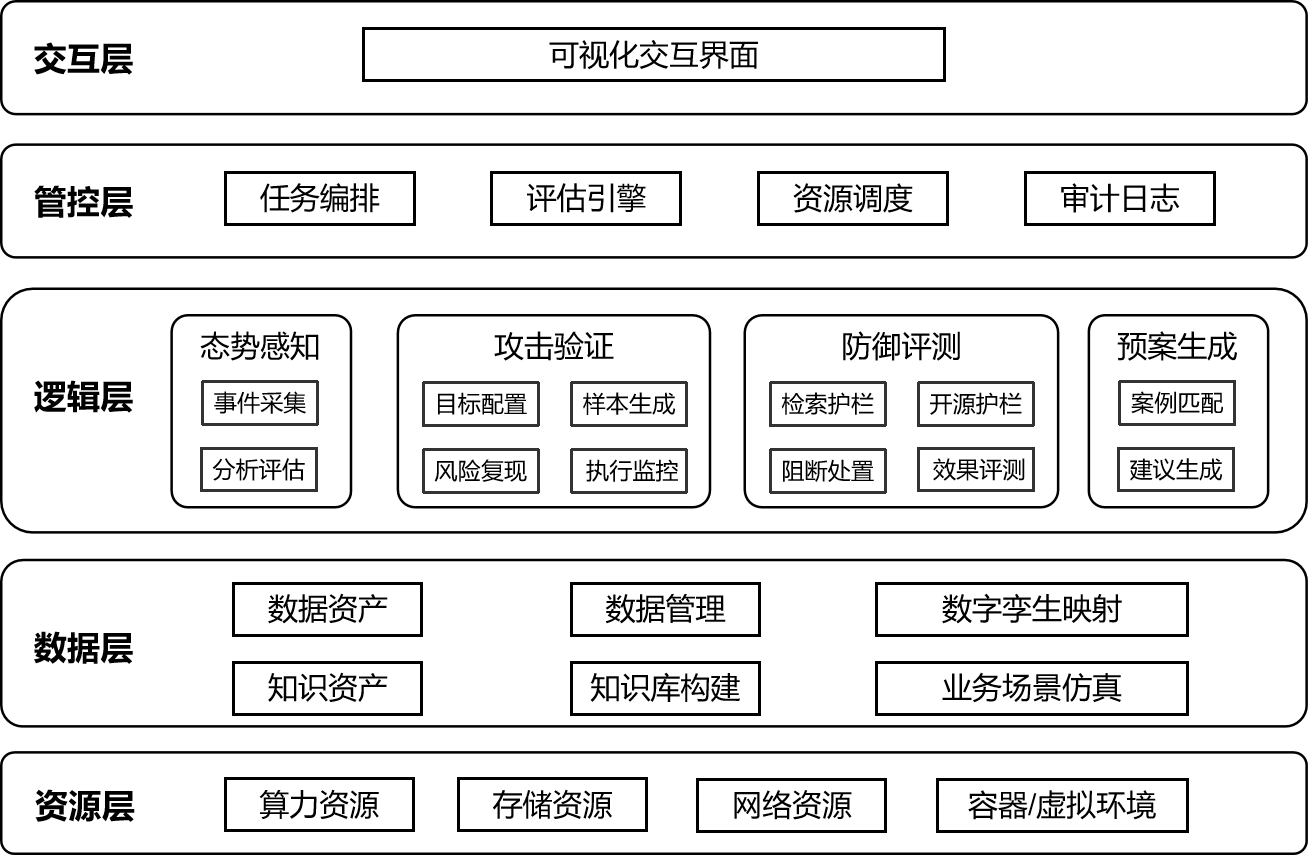 交互层
可视化交互界面
管控层
任务编排
评估引擎
资源调度
审计日志
逻辑层
态势感知
事件采集
分析评估
攻击验证
目标配置
样本生成
风险复现
执行监控
防御评测
检索护栏
开源护栏
阻断处置
效果评测
预案生成
案例匹配
建议生成
数据层
数据资产
数据管理
数字孪生映射
知识资产
知识库构建
业务场景仿真
资源层
算力资源
存储资源
网络资源
容器/虚拟环境